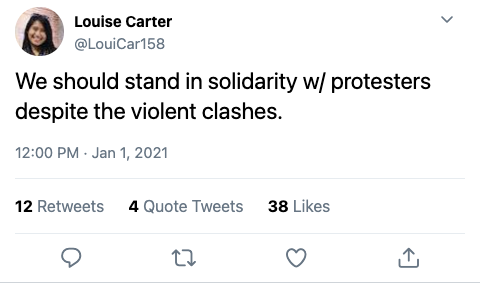 Louise Carter
@LouiCar158
We should stand in solidarity w/ protesters
despite the violent clashes.
12:00 PM · Jan 1, 2021
12 Retweets 4 Quote Tweets 38 Likes